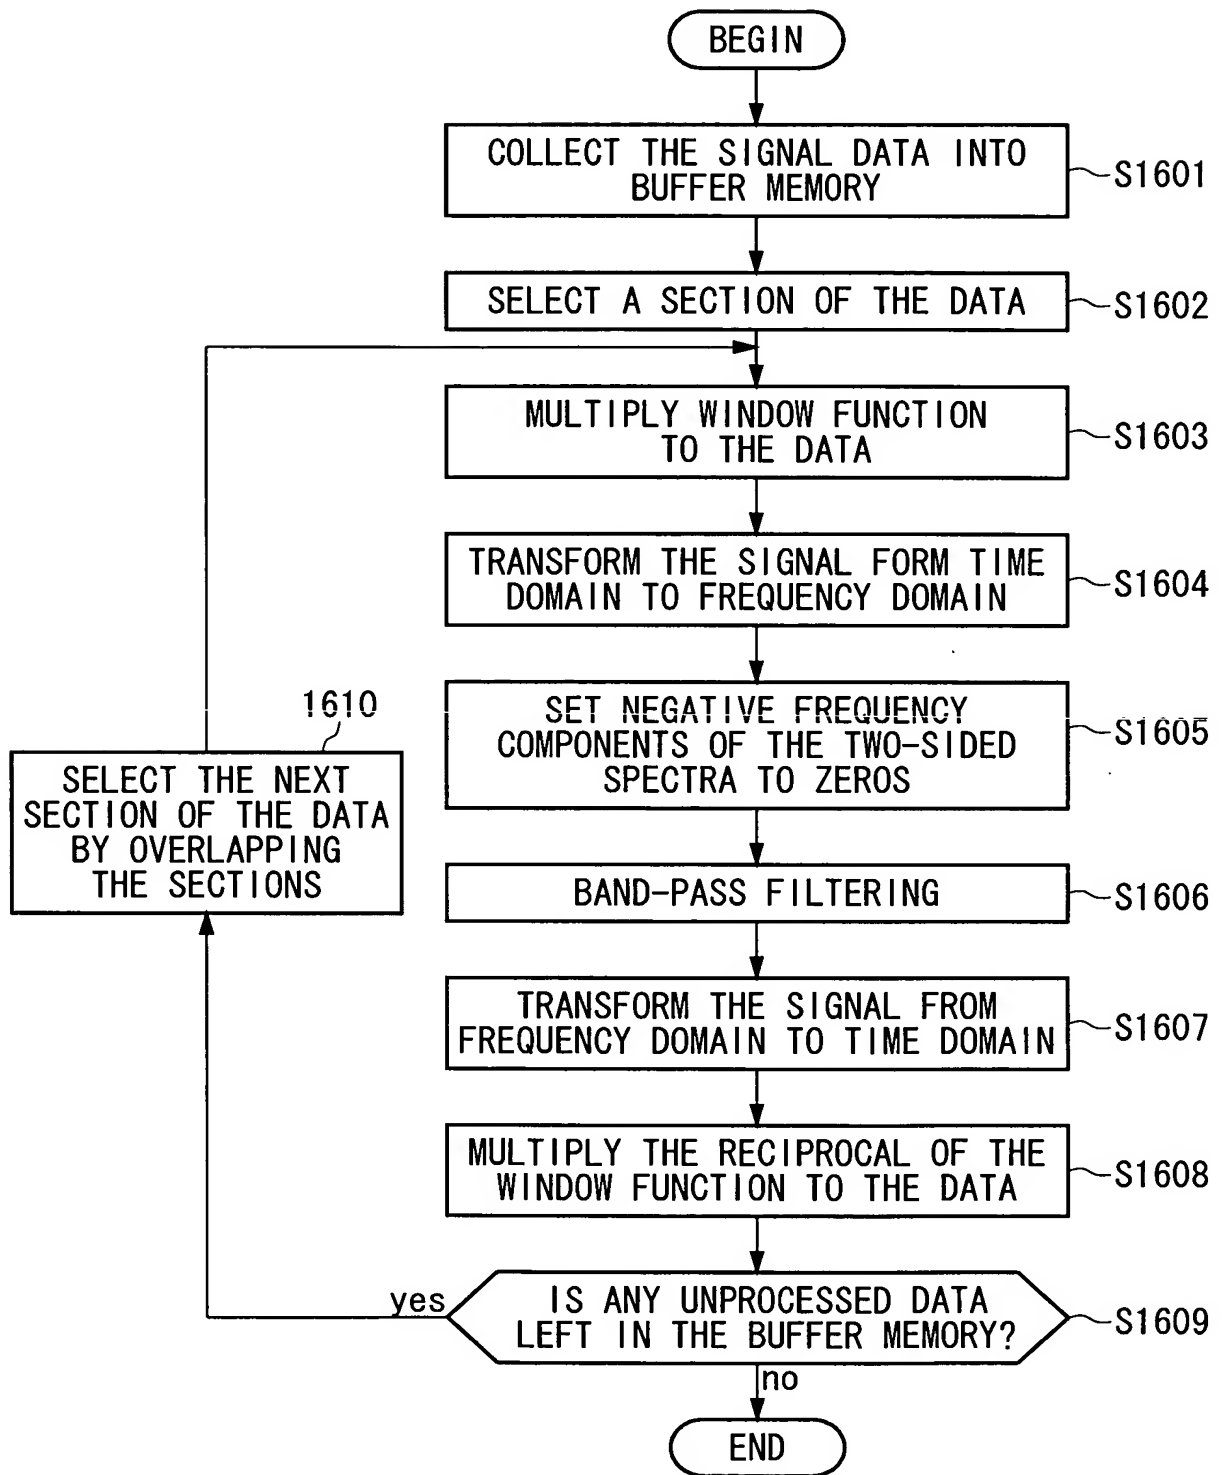 BEGIN
COLLECT THE SIGNAL DATA INTO
BUFFER MEMORY
S1601
SELECT A SECTION OF THE DATA
S1602
MULTIPLY WINDOW FUNCTION
TO THE DATA
S1603
TRANSFORM THE SIGNAL FORM TIME
DOMAIN TO FREQUENCY DOMAIN
S1604
SET NEGATIVE FREQUENCY
COMPONENTS OF THE TWO-SIDED
SPECTRA TO ZEROS
S1605
1610
SELECT THE NEXT
SECTION OF THE DATA
BY OVERLAPPING
THE SECTIONS
BAND-PASS FILTERING
S1606
TRANSFORM THE SIGNAL FROM
FREQUENCY DOMAIN TO TIME DOMAIN
S1607
MULTIPLY THE RECIPROCAL OF THE
WINDOW FUNCTION TO THE DATA
S1608
yes
IS ANY UNPROCESSED DATA
LEFT IN THE BUFFER MEMORY?
S1609
no
END